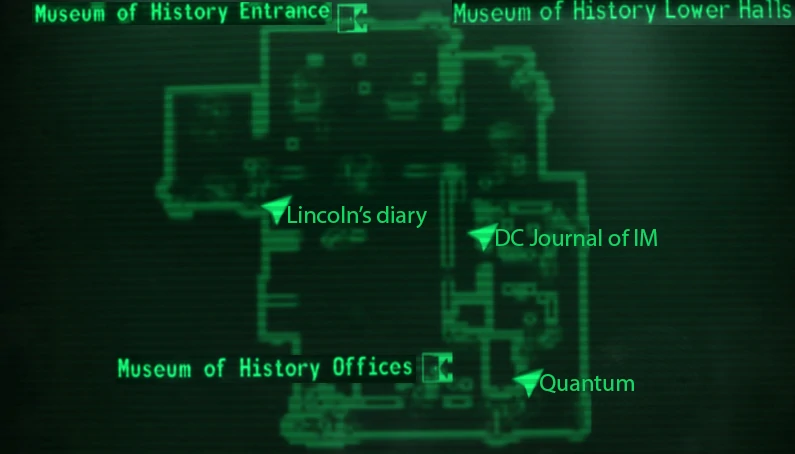 Museum of History Entrance
Museum of History Lower Halls
Lincoln's diary
DC Journal of IM
Museum of History Offices
Quantum